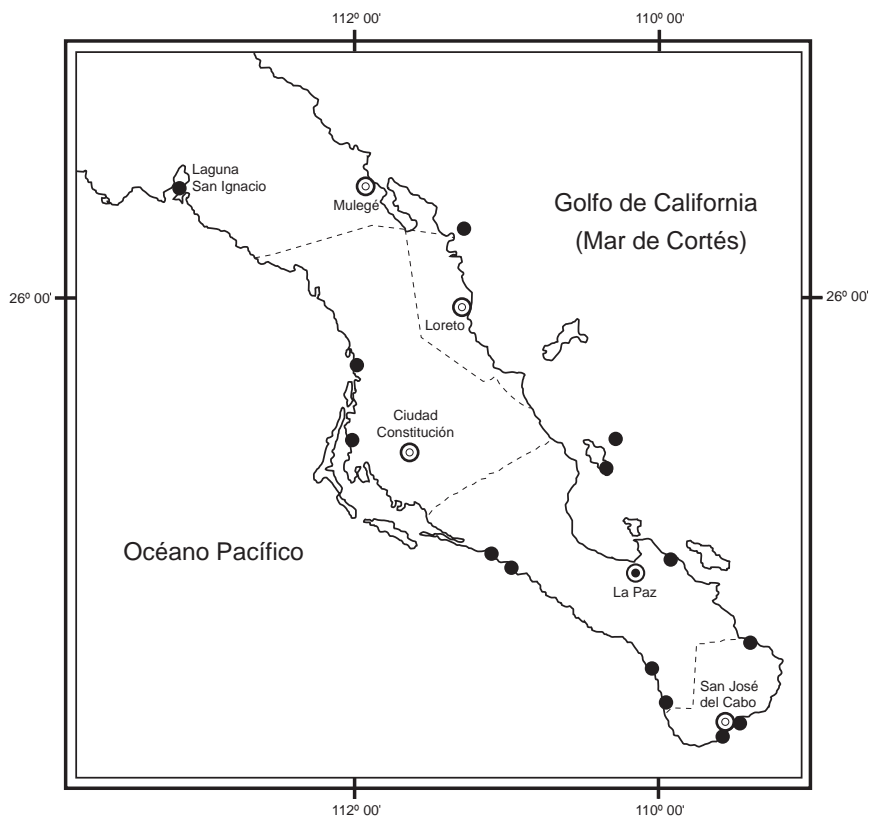 112º 00'
110º 00'
Laguna
San Ignacio
Mulegé
Golfo de California
(Mar de Cortés)
26º 00'
26º 00'
Loreto
Ciudad
Constitución
Océano Pacífico
La Paz
San José
del Cabo
112º 00'
110º 00'